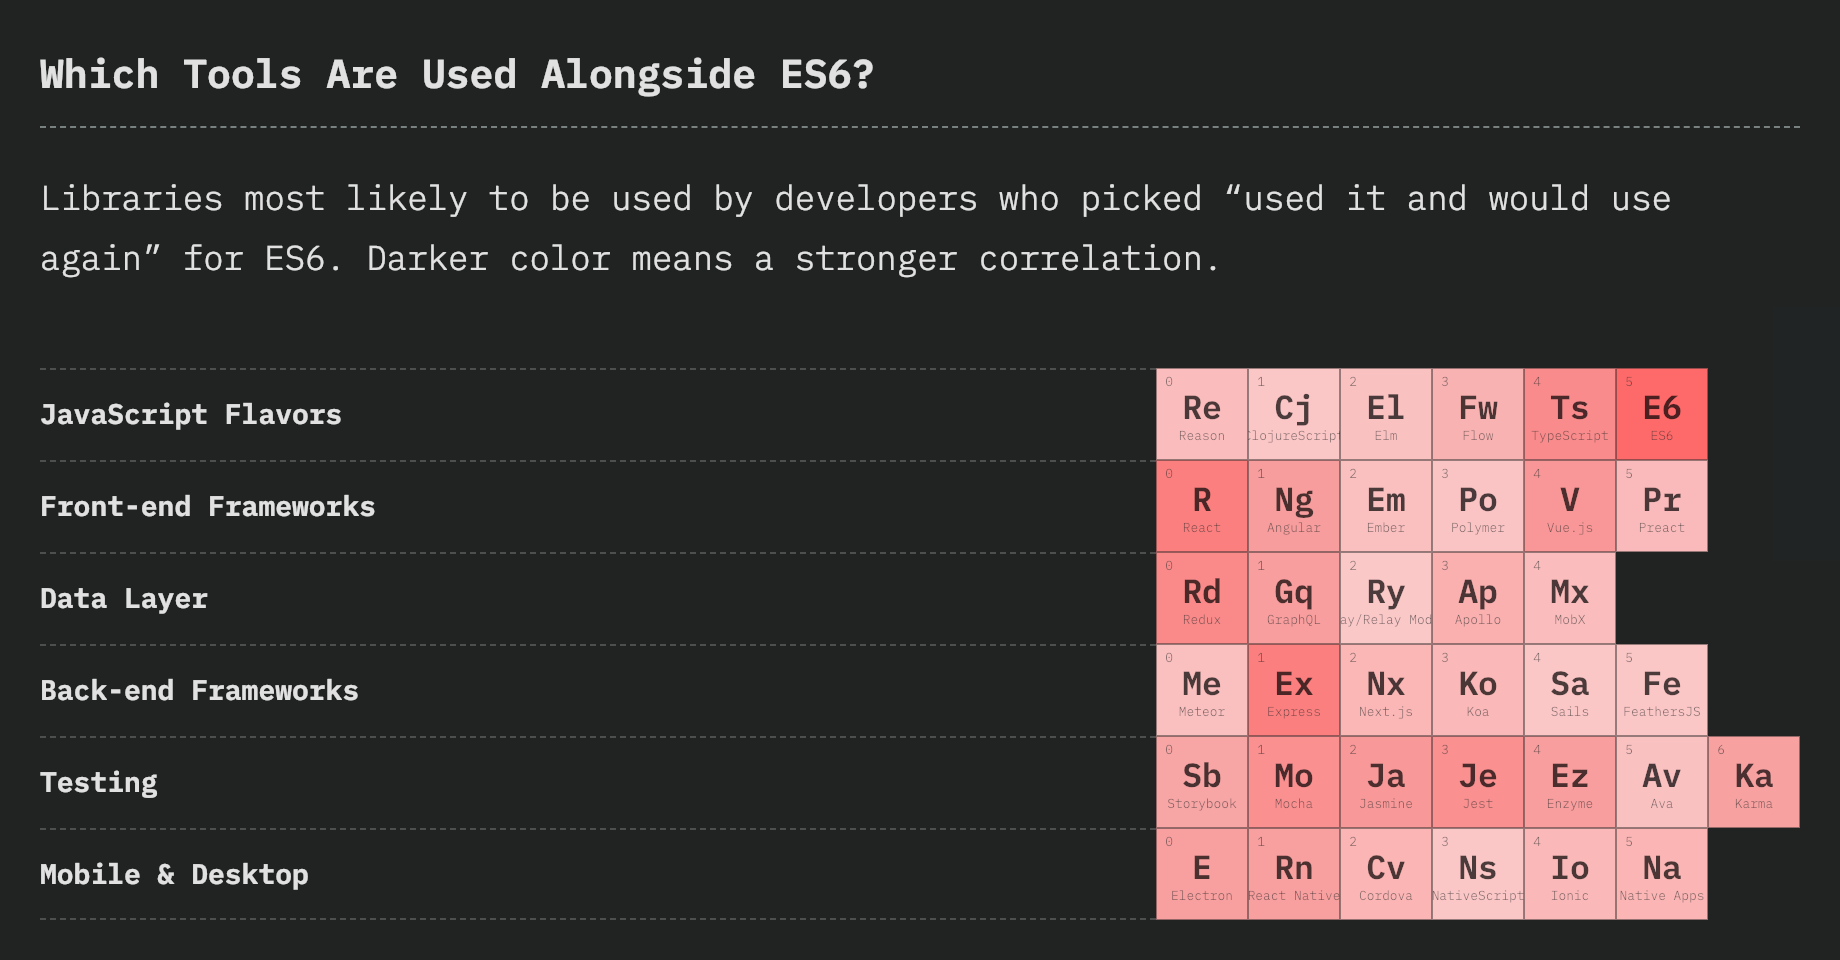 Which Tools Are Used Alongside ES6?
Libraries most likely to be used by developers who picked “used it and would use
again” for ES6. Darker color means a stronger correlation.
JavaScript Flavors
0 1 2 3 4 5
Re Cj El Fw Ts E6
Reason ClojureScript Elm Flow TypeScript ES6
Front-end Frameworks
0 1 2 3 4 5
R Ng Em Po V Pr
React Angular Ember Polymer Vue.js Preact
Data Layer
0 1 2 3 4
Rd Gq Ry Ap Mx
Redux GraphQL ay/Relay Mod Apollo MobX
Back-end Frameworks
0 1 2 3 4 5
Me Ex Nx Ko Sa Fe
Meteor Express Next.js Koa Sails FeathersJS
Testing
0 1 2 3 4 5 6
Sb Mo Ja Je Ez Av Ka
Storybook Mocha Jasmine Jest Enzyme Ava Karma
Mobile & Desktop
0 1 2 3 4 5
E Rn Cv Ns Io Na
Electron React Native Cordova NativeScript Ionic Native Apps